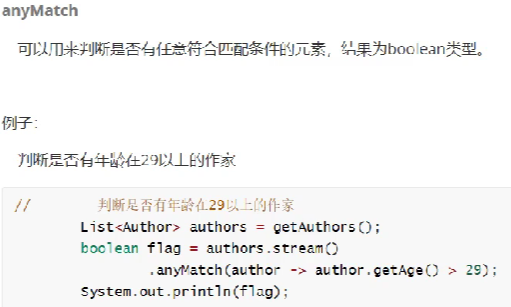 anyMatch
可以用来判断是否有任意符合匹配条件的元素，结果为boolean类型。
例子：
判断是否有年龄在29以上的作家
//        判断是否有年龄在29以上的作家
        List<Author> authors = getAuthors();
        boolean flag = authors.stream()
                .anyMatch(author -> author.getAge() > 29);
        System.out.println(flag);